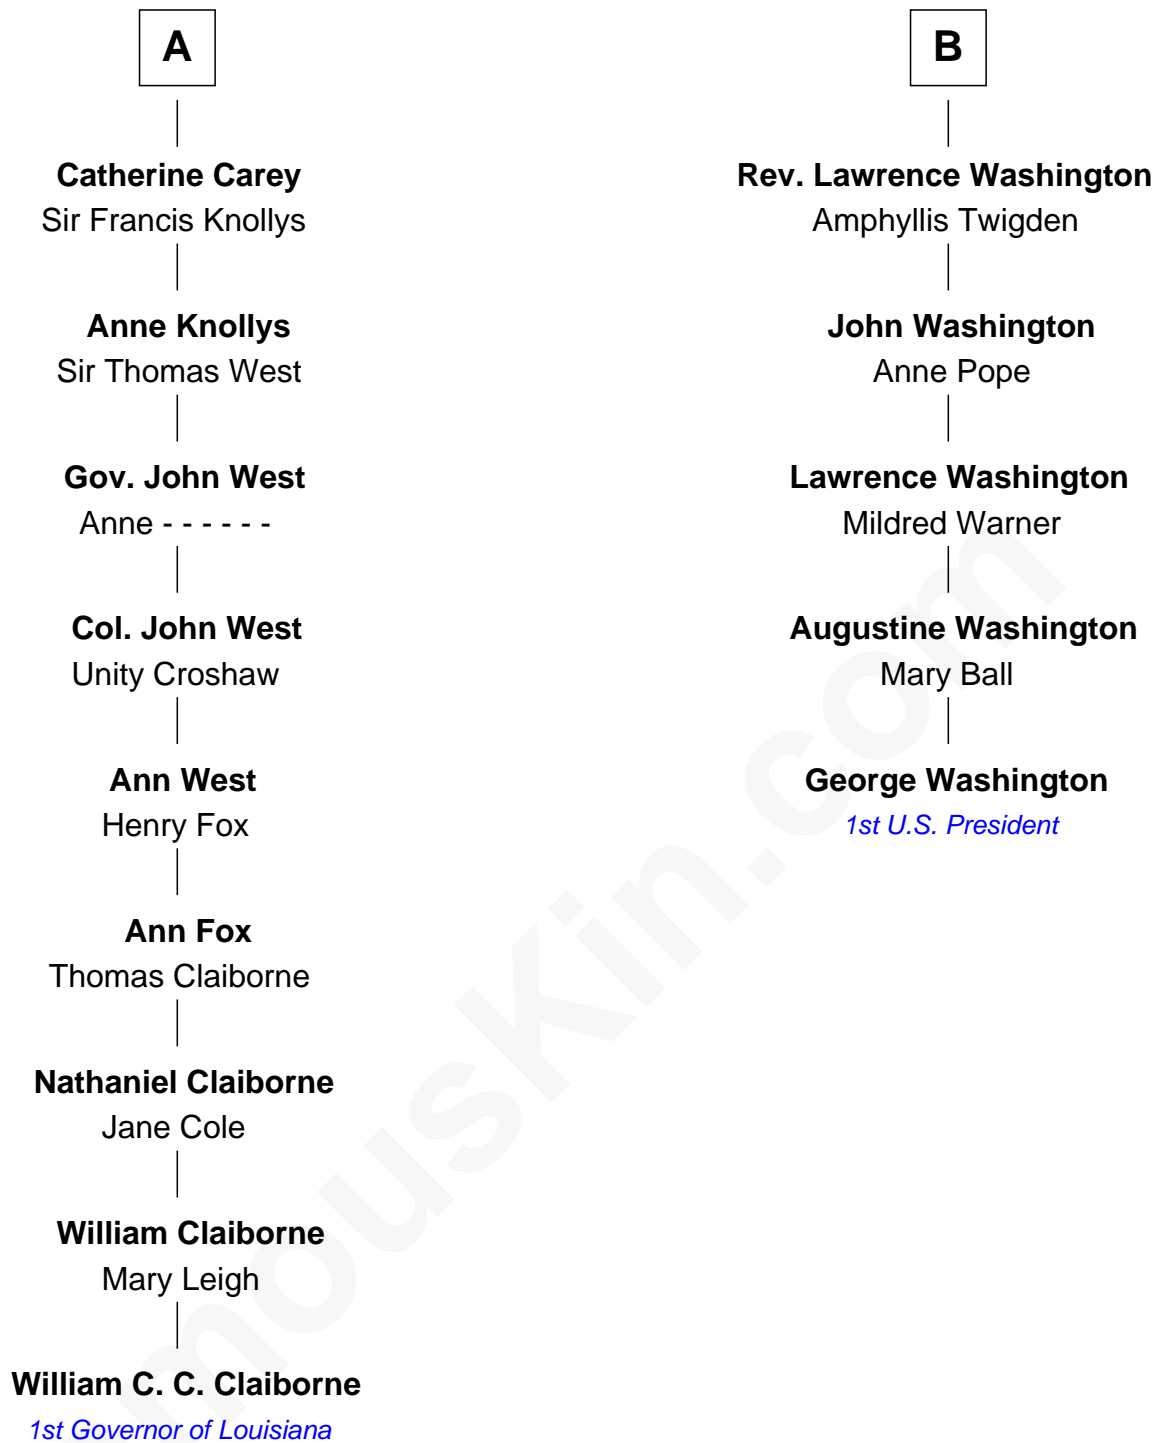 A
Catherine Carey
Sir Francis Knollys
Anne Knollys
Sir Thomas West
Gov. John West
Anne - - - - - -
Col. John West
Unity Croshaw
Ann West
Henry Fox
Ann Fox
Thomas Claiborne
Nathaniel Claiborne
Jane Cole
William Claiborne
Mary Leigh
William C. C. Claiborne
1st Governor of Louisiana
B
Rev. Lawrence Washington
Amphyllis Twigden
John Washington
Anne Pope
Lawrence Washington
Mildred Warner
Augustine Washington
Mary Ball
George Washington
1st U.S. President
mousKin.com